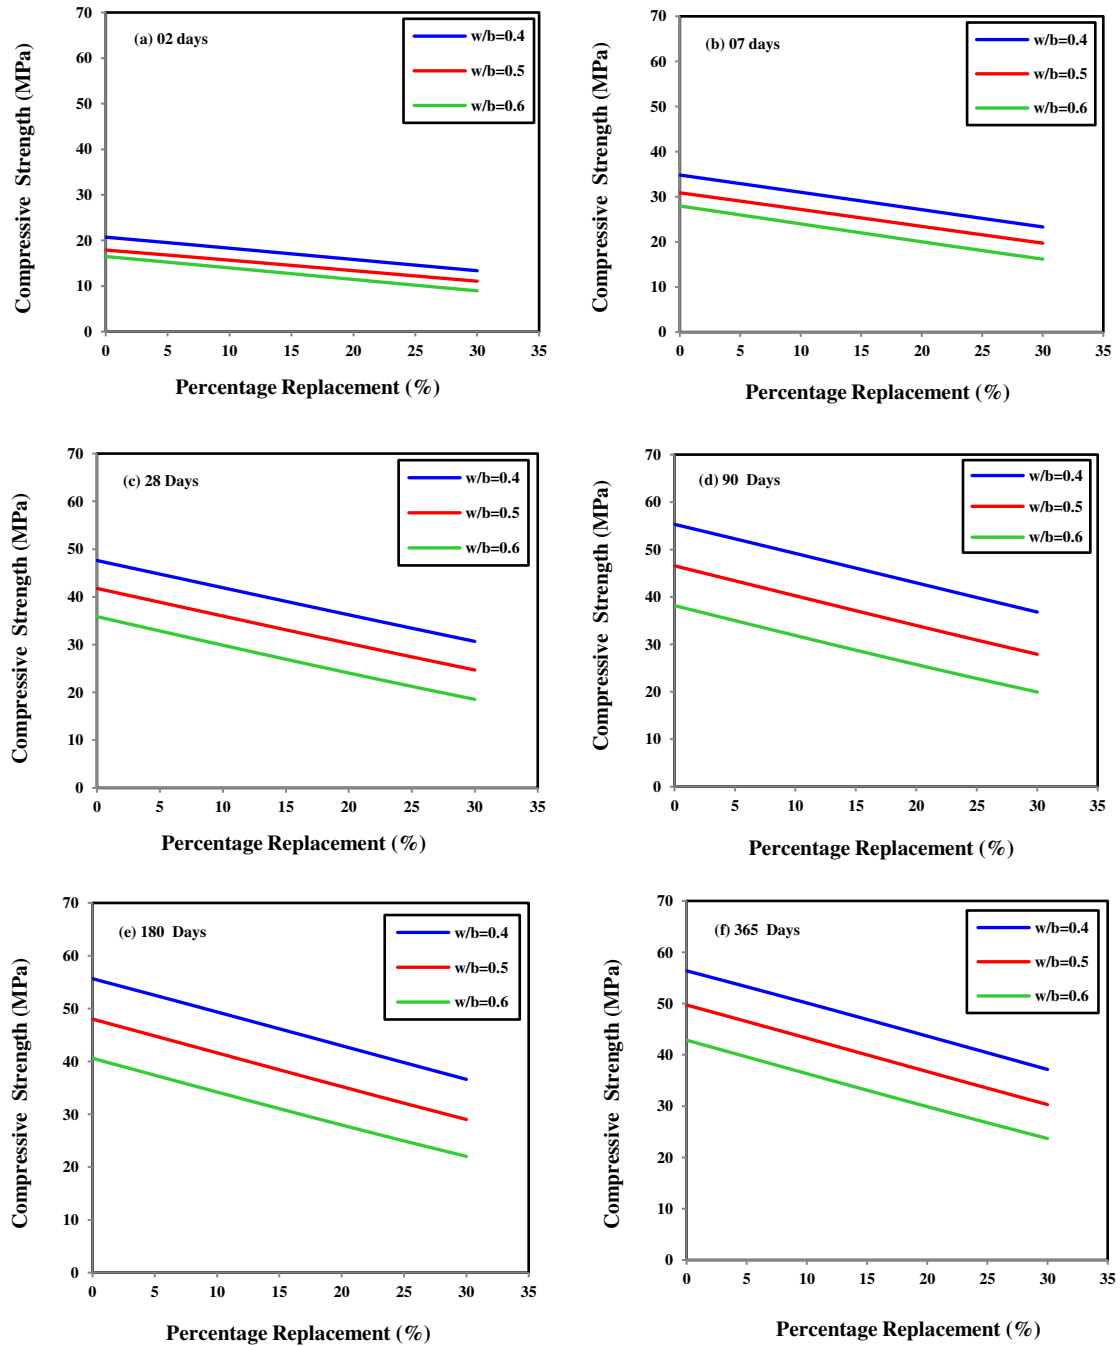 (a) 02 days
w/b=0.4
w/b=0.5
w/b=0.6
70
60
50
40
30
20
10
0
0 5 10 15 20 25 30 35
Compressive Strength (MPa)
Percentage Replacement (%)
(b) 07 days
w/b=0.4
w/b=0.5
w/b=0.6
70
60
50
40
30
20
10
0
0 5 10 15 20 25 30 35
Compressive Strength (MPa)
Percentage Replacement (%)
(c) 28 Days
w/b=0.4
w/b=0.5
w/b=0.6
70
60
50
40
30
20
10
0
0 5 10 15 20 25 30 35
Compressive Strength (MPa)
Percentage Replacement (%)
(d) 90 Days
w/b=0.4
w/b=0.5
w/b=0.6
70
60
50
40
30
20
10
0
0 5 10 15 20 25 30 35
Compressive Strength (MPa)
Percentage Replacement (%)
(e) 180 Days
w/b=0.4
w/b=0.5
w/b=0.6
70
60
50
40
30
20
10
0
0 5 10 15 20 25 30 35
Compressive Strength (MPa)
Percentage Replacement (%)
(f) 365 Days
w/b=0.4
w/b=0.5
w/b=0.6
70
60
50
40
30
20
10
0
0 5 10 15 20 25 30 35
Compressive Strength (MPa)
Percentage Replacement (%)